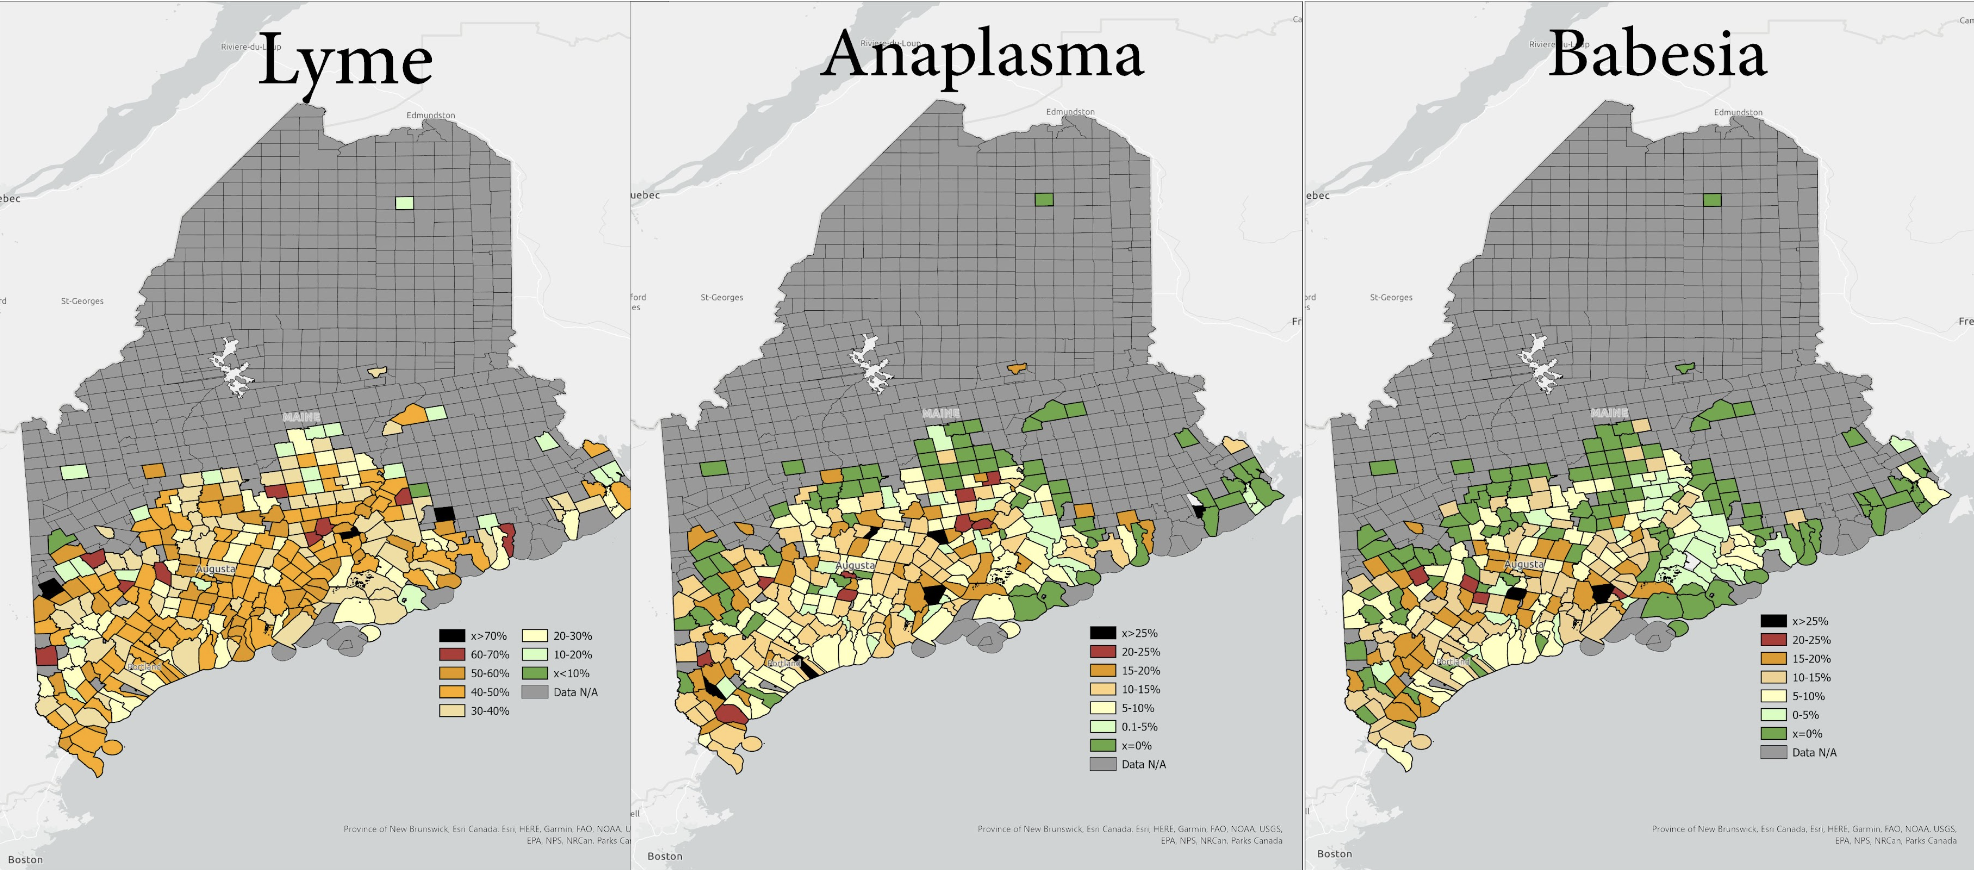 Lyme
Riviere-du-Loup
Edmundston
ebec
rd
St-Georges
MAINE
Augusta
Portland
x>70%
60-70%
50-60%
40-50%
30-40%
20-30%
10-20%
x<10%
Data N/A
Province of New Brunswick, Esri Canada. Esri, HERE, Garmin, FAO, NOAA, U
EPA, NPS, NRCan, Parks Ca
Boston
Anaplasma
Riviere-du-Loup
Ca
Edmundston
uebec
ford
es
St-Georges
Fr
MAINE
Augusta
Portland
x>25%
20-25%
15-20%
10-15%
5-10%
0.1-5%
x=0%
Data N/A
ell
Province of New Brunswick, Esri Canada. Esri, HERE, Garmin, FAO, NOAA, USGS,
EPA, NPS, NRCan, Parks Canada
Boston
Babesia
Can
Edmundston
ebec
rd
s
St-Georges
Fre
MAINE
Augusta
Portland
x>25%
20-25%
15-20%
10-15%
5-10%
0-5%
x=0%
Data N/A
ll
Province of New Brunswick, Esri Canada, Esri, HERE, Garmin, FAO, NOAA, USGS,
EPA, NPS, NRCan, Parks Canada
Boston